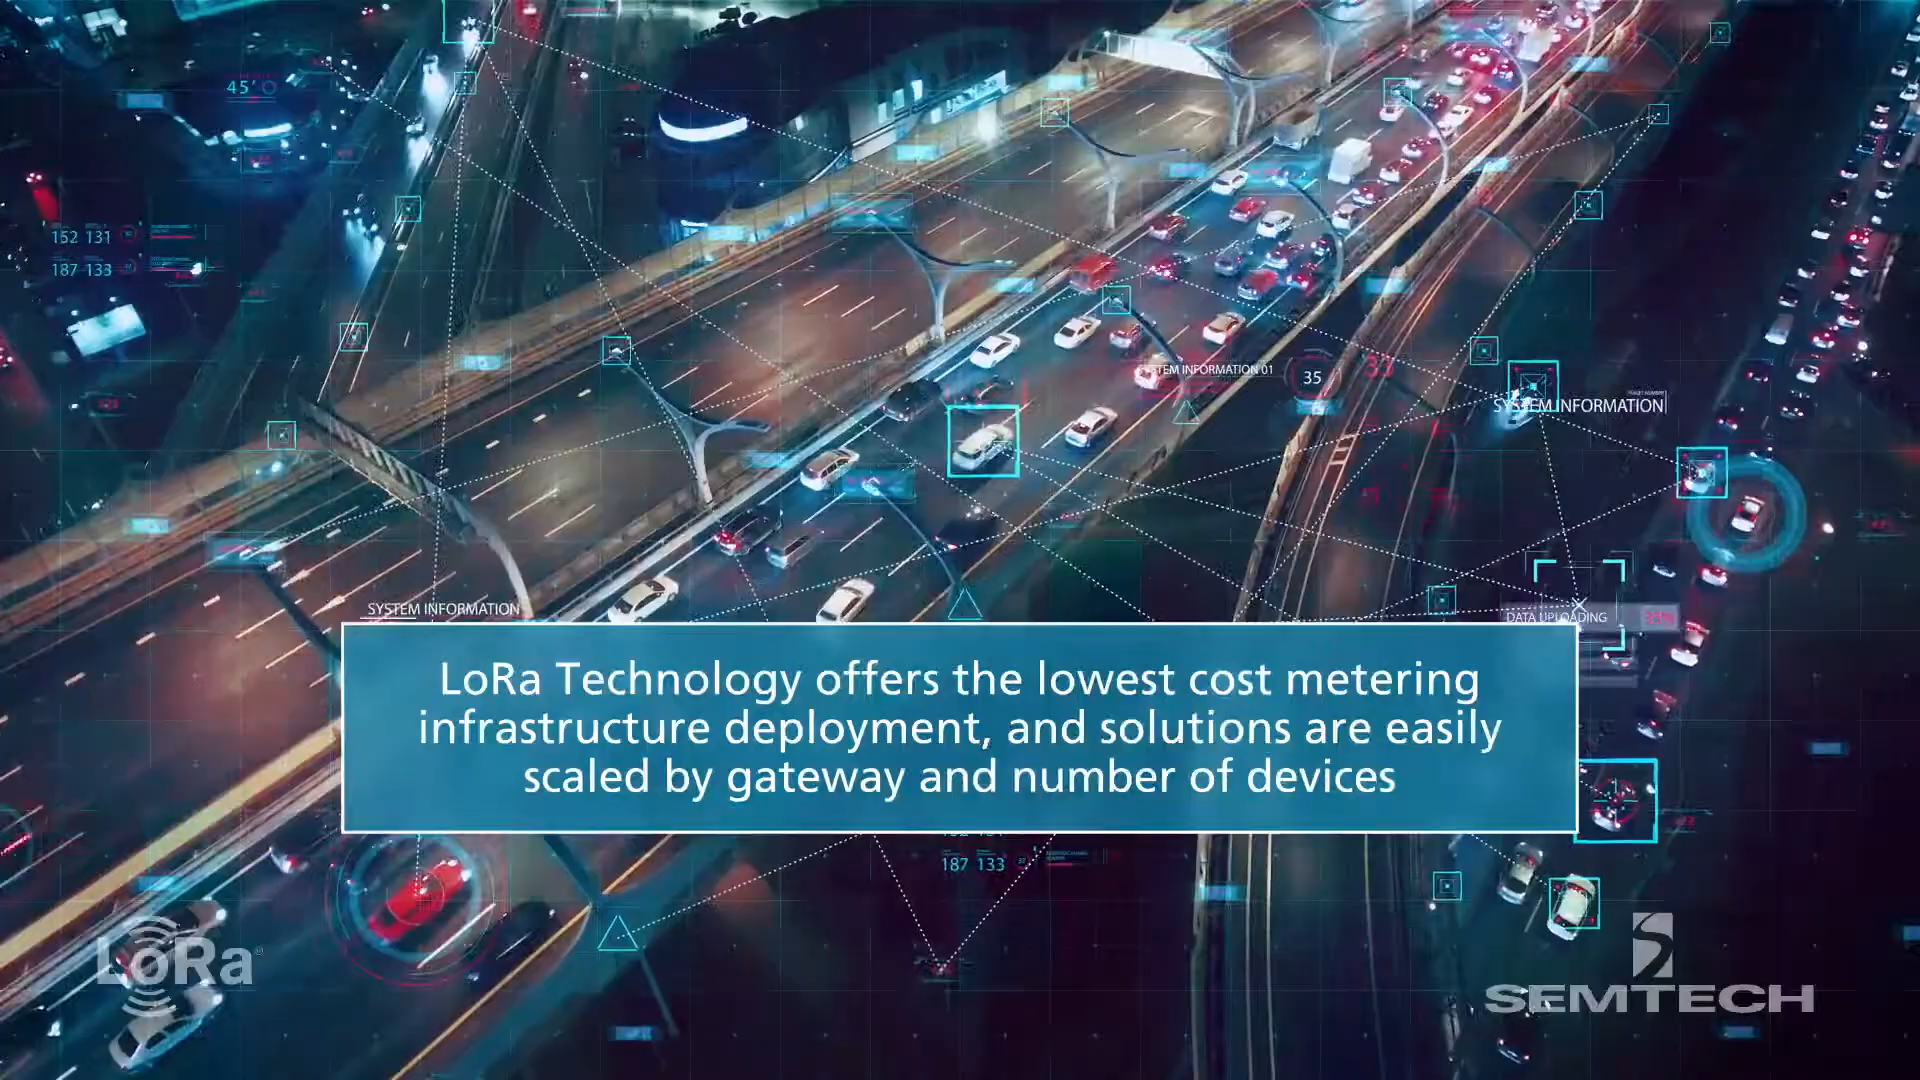 45'
152 131
187 133
SYSTEM INFORMATION 01
35
35
SYSTEM INFORMATION
SYSTEM INFORMATION
DATA UPLOADING
LoRa Technology offers the lowest cost metering
infrastructure deployment, and solutions are easily
scaled by gateway and number of devices
187 133
LoRa
SEMTECH